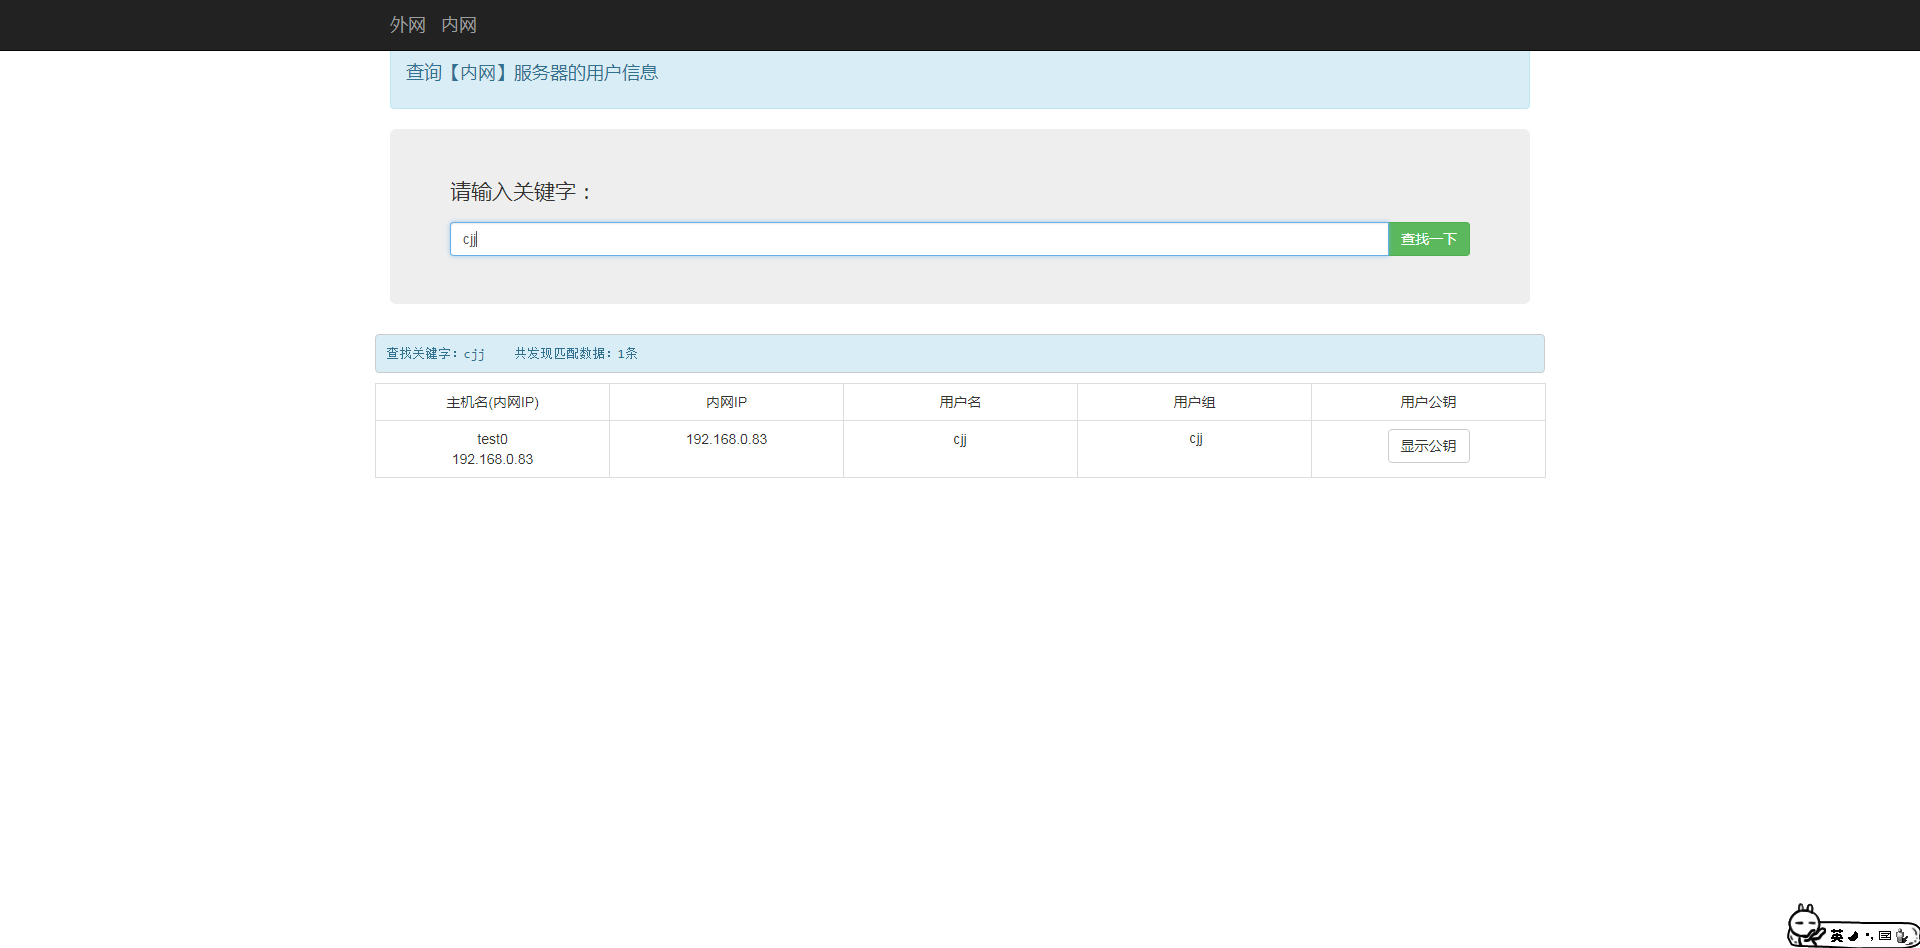 外网 内网
查询【内网】服务器的用户信息
请输入关键字：
cjj 查找一下
查找关键字：cjj 共发现匹配数据：1条
主机名(内网IP) 内网IP 用户名 用户组 用户公钥
test0 192.168.0.83 cjj cjj 显示公钥
192.168.0.83
英